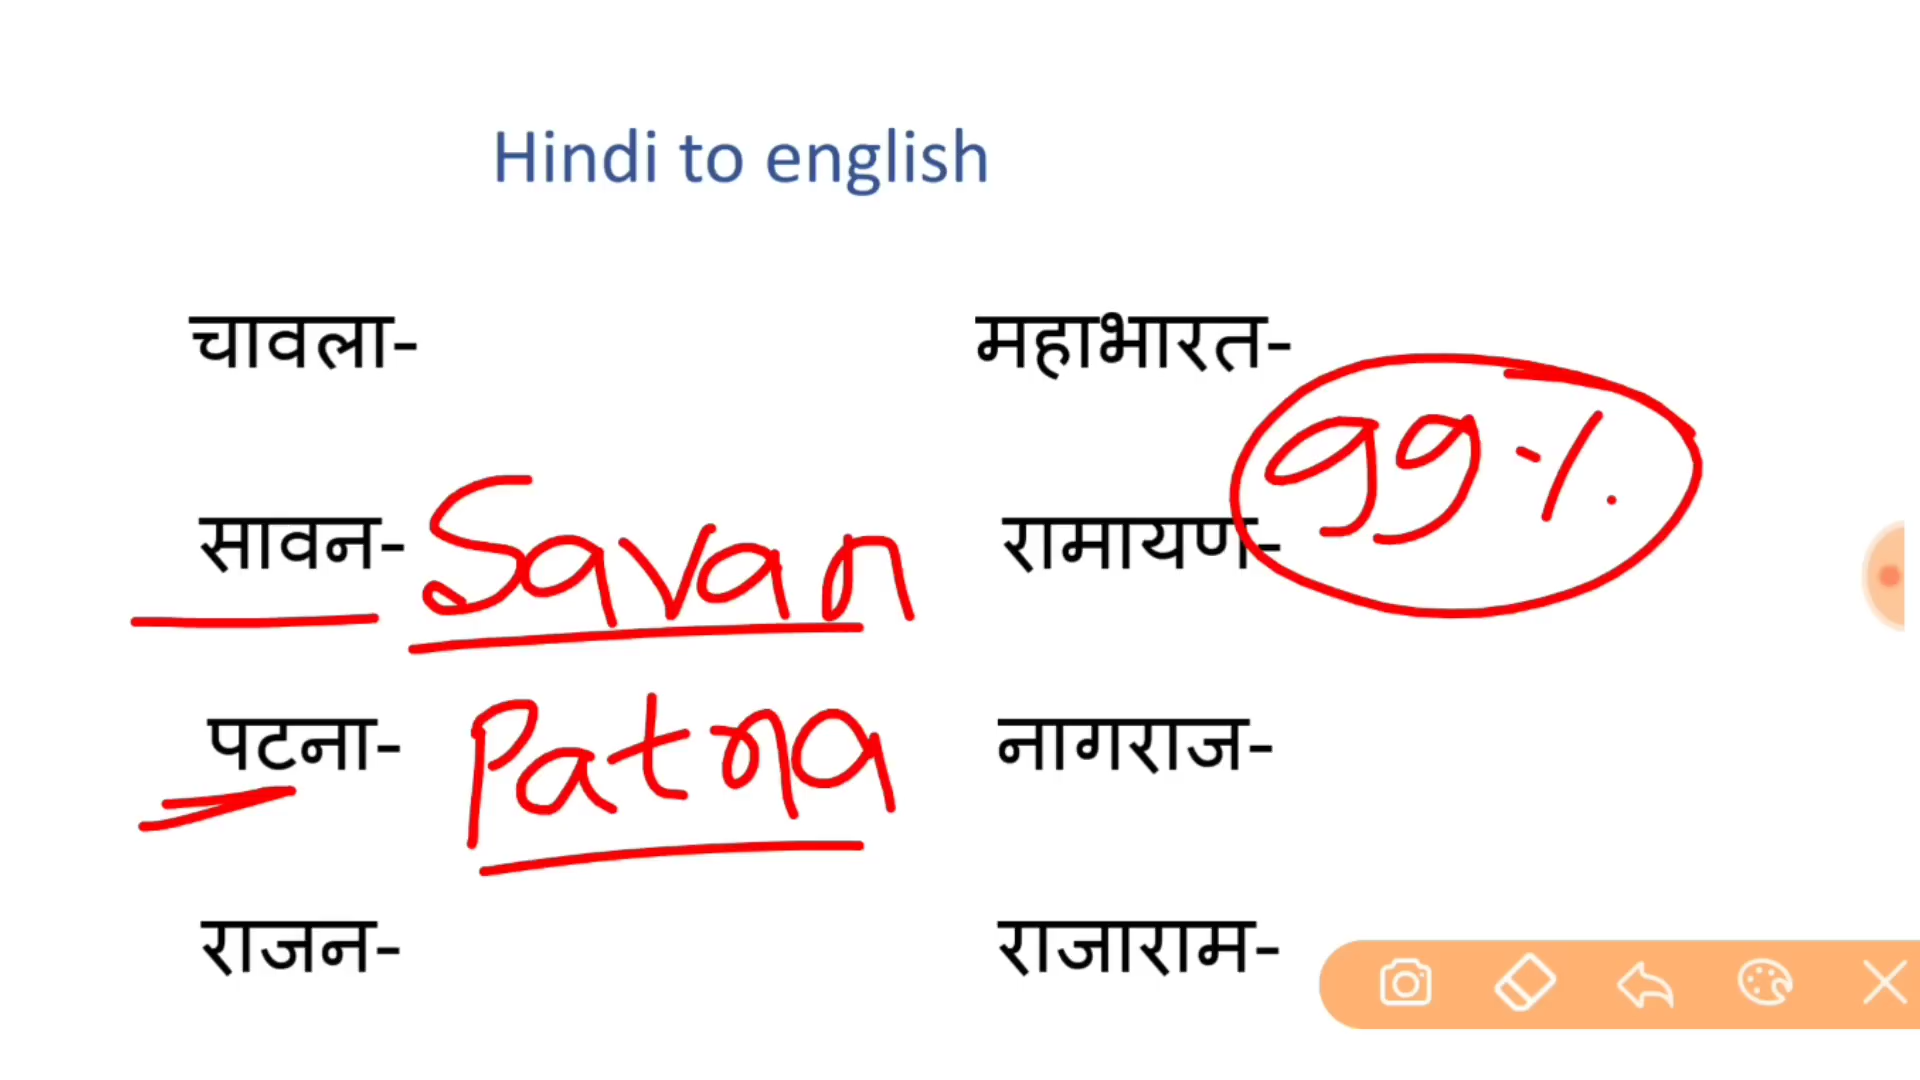 Hindi to english
चावला- महाभारत-
99%
सावन- Savan रामायण-
पटना- Patna नागराज-
राजन- राजाराम-